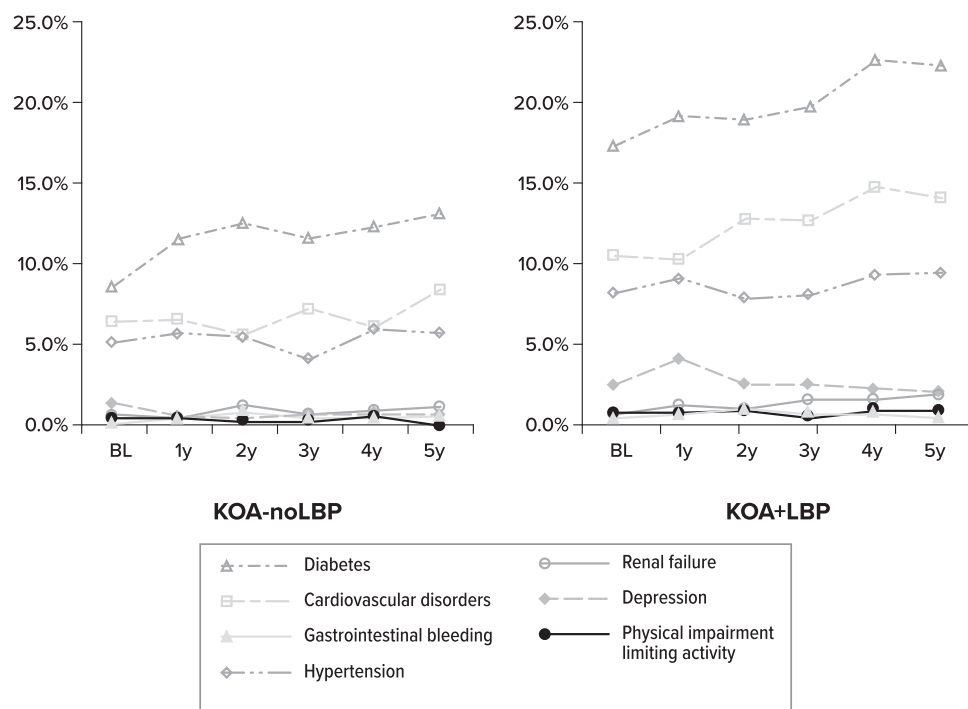 25.0%
20.0%
15.0%
10.0%
5.0%
0.0%
BL 1y 2y 3y 4y 5y
KOA-noLBP
25.0%
20.0%
15.0%
10.0%
5.0%
0.0%
BL 1y 2y 3y 4y 5y
KOA+LBP
Diabetes
Cardiovascular disorders
Gastrointestinal bleeding
Hypertension
Renal failure
Depression
Physical impairment
limiting activity